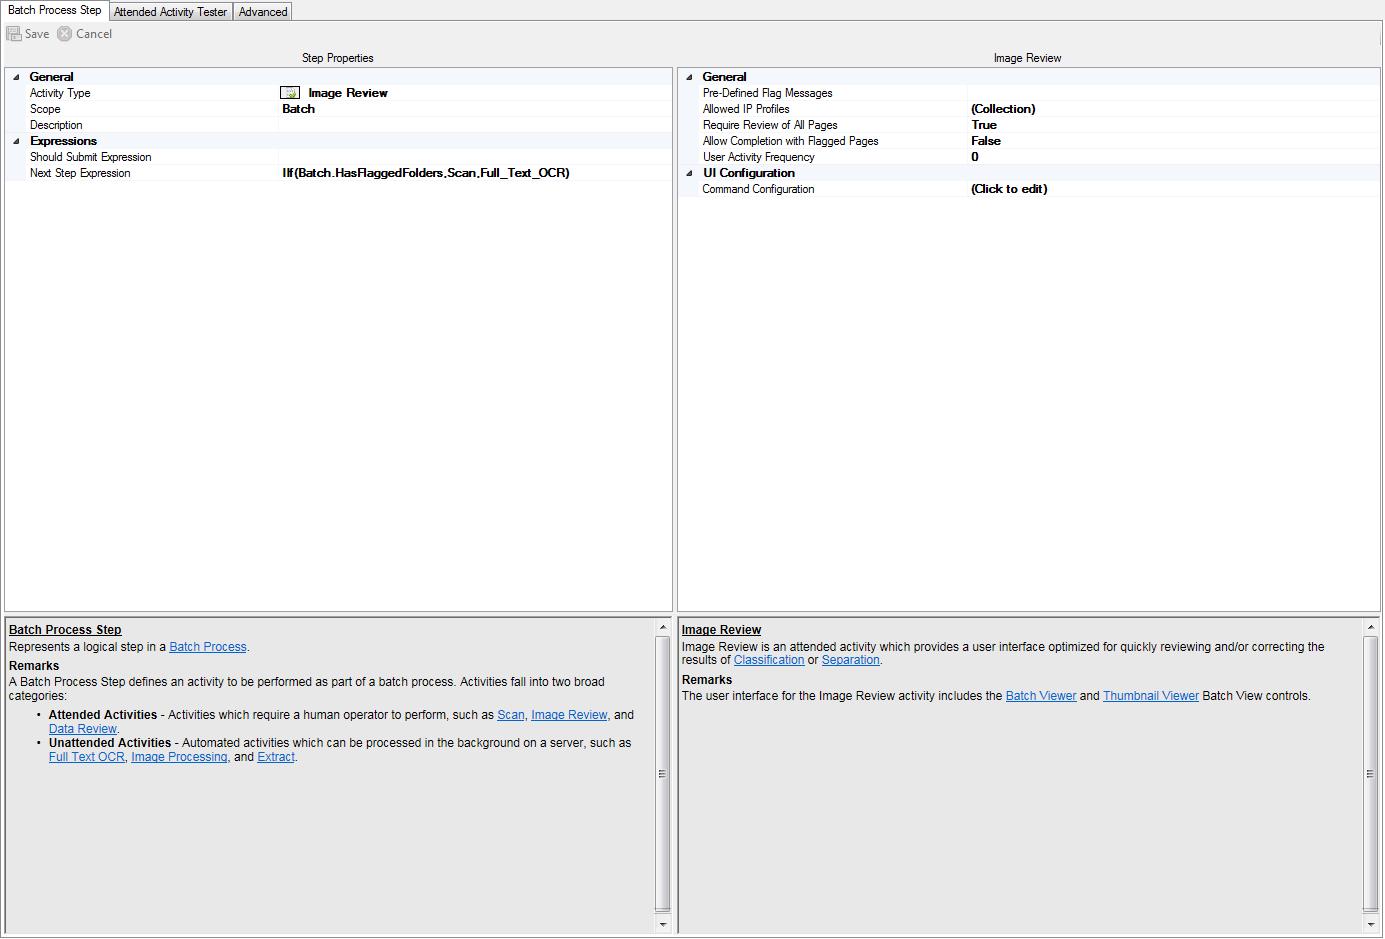 Batch Process Step Attended Activity Tester Advanced
Save Cancel
Step Properties
General
Activity Type Image Review
Scope Batch
Description
Expressions
Should Submit Expression
Next Step Expression IIf(Batch.HasFlaggedFolders,Scan,Full_Text_OCR)
Image Review
General
Pre-Defined Flag Messages
Allowed IP Profiles (Collection)
Require Review of All Pages True
Allow Completion with Flagged Pages False
User Activity Frequency 0
UI Configuration
Command Configuration (Click to edit)
Batch Process Step
Represents a logical step in a Batch Process.
Remarks
A Batch Process Step defines an activity to be performed as part of a batch process. Activities fall into two broad
categories:
• Attended Activities - Activities which require a human operator to perform, such as Scan, Image Review, and
Data Review.
• Unattended Activities - Automated activities which can be processed in the background on a server, such as
Full Text OCR, Image Processing, and Extract.
Image Review
Image Review is an attended activity which provides a user interface optimized for quickly reviewing and/or correcting the
results of Classification or Separation.
Remarks
The user interface for the Image Review activity includes the Batch Viewer and Thumbnail Viewer Batch View controls.